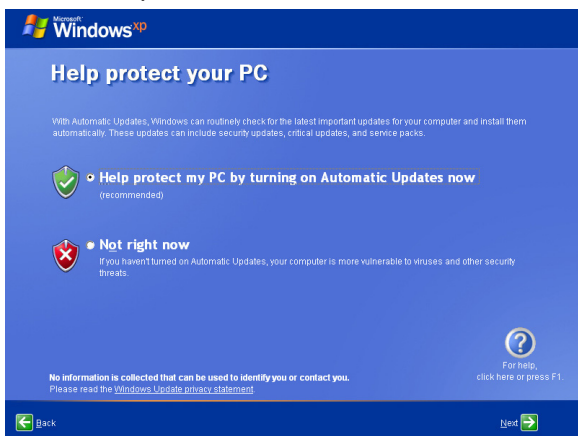 Microsoft
Windows xp
Help protect your PC
With Automatic Updates, Windows can routinely check for the latest important updates for your computer and install them
automatically. These updates can include security updates, critical updates, and service packs.
Help protect my PC by turning on Automatic Updates now
(recommended)
Not right now
If you haven't turned on Automatic Updates, your computer is more vulnerable to viruses and other security
threats.
For help,
click here or press F1.
No information is collected that can be used to identify you or contact you.
Please read the Windows Update privacy statement.
Back
Next